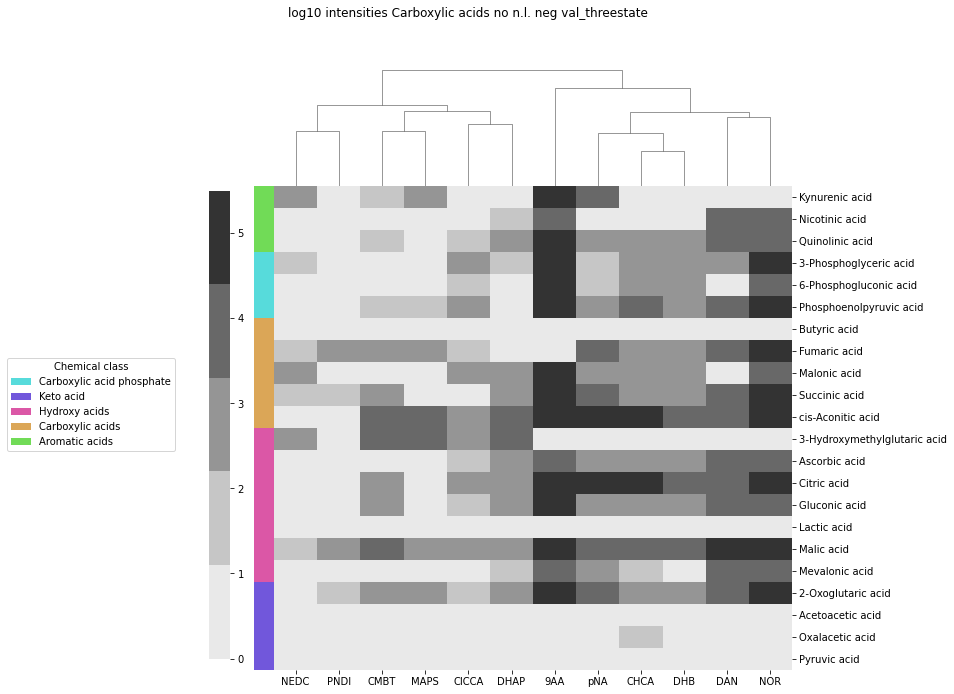 log10 intensities Carboxylic acids no n.l. neg val_threestate
Kynurenic acid
Nicotinic acid
Quinolinic acid
3-Phosphoglyceric acid
6-Phosphogluconic acid
Phosphoenolpyruvic acid
Butyric acid
Fumaric acid
Malonic acid
Succinic acid
cis-Aconitic acid
3-Hydroxymethylglutaric acid
Ascorbic acid
Citric acid
Gluconic acid
Lactic acid
Malic acid
Mevalonic acid
2-Oxoglutaric acid
Acetoacetic acid
Oxalacetic acid
Pyruvic acid
5
4
3
2
1
0
Chemical class
Carboxylic acid phosphate
Keto acid
Hydroxy acids
Carboxylic acids
Aromatic acids
NEDC PNDI CMBT MAPS CICCA DHAP 9AA pNA CHCA DHB DAN NOR